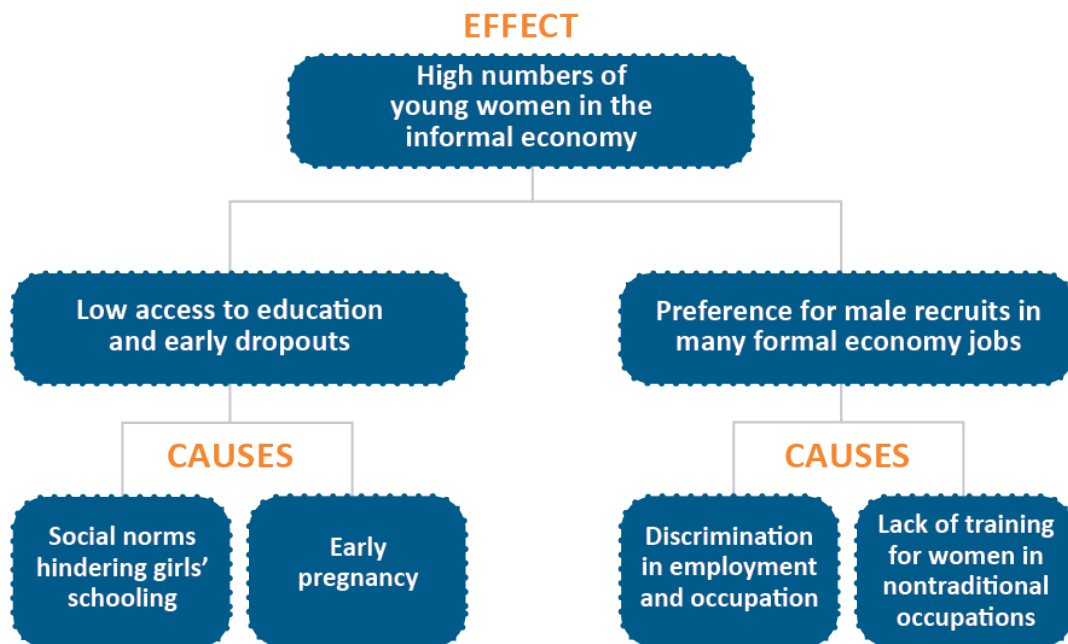 EFFECT
High numbers of
young women in the
informal economy
Low access to education
and early dropouts
Preference for male recruits in
many formal economy jobs
CAUSES
CAUSES
Social norms
hindering girls’
schooling
Early
pregnancy
Discrimination
in employment
and occupation
Lack of training
for women in
nontraditional
occupations